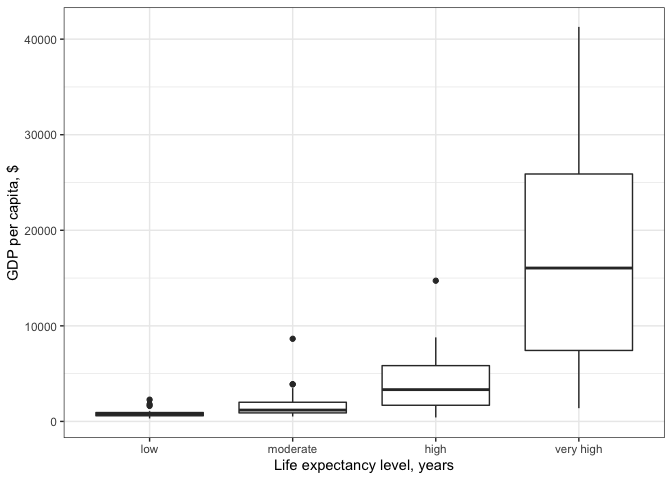 40000
30000
20000
10000
0
GDP per capita, $
low moderate high very high
Life expectancy level, years